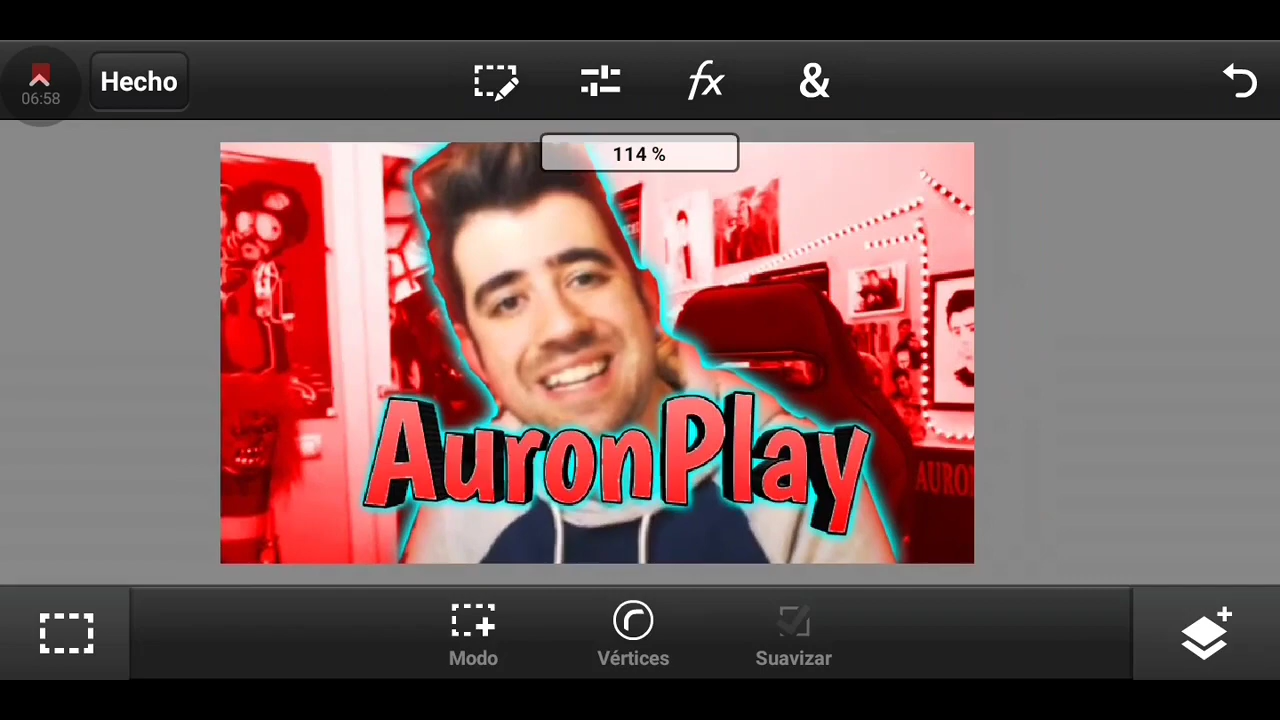 06:58
Hecho
fx
&
114 %
AuronPlay
AURON
Modo
Vértices
Suavizar